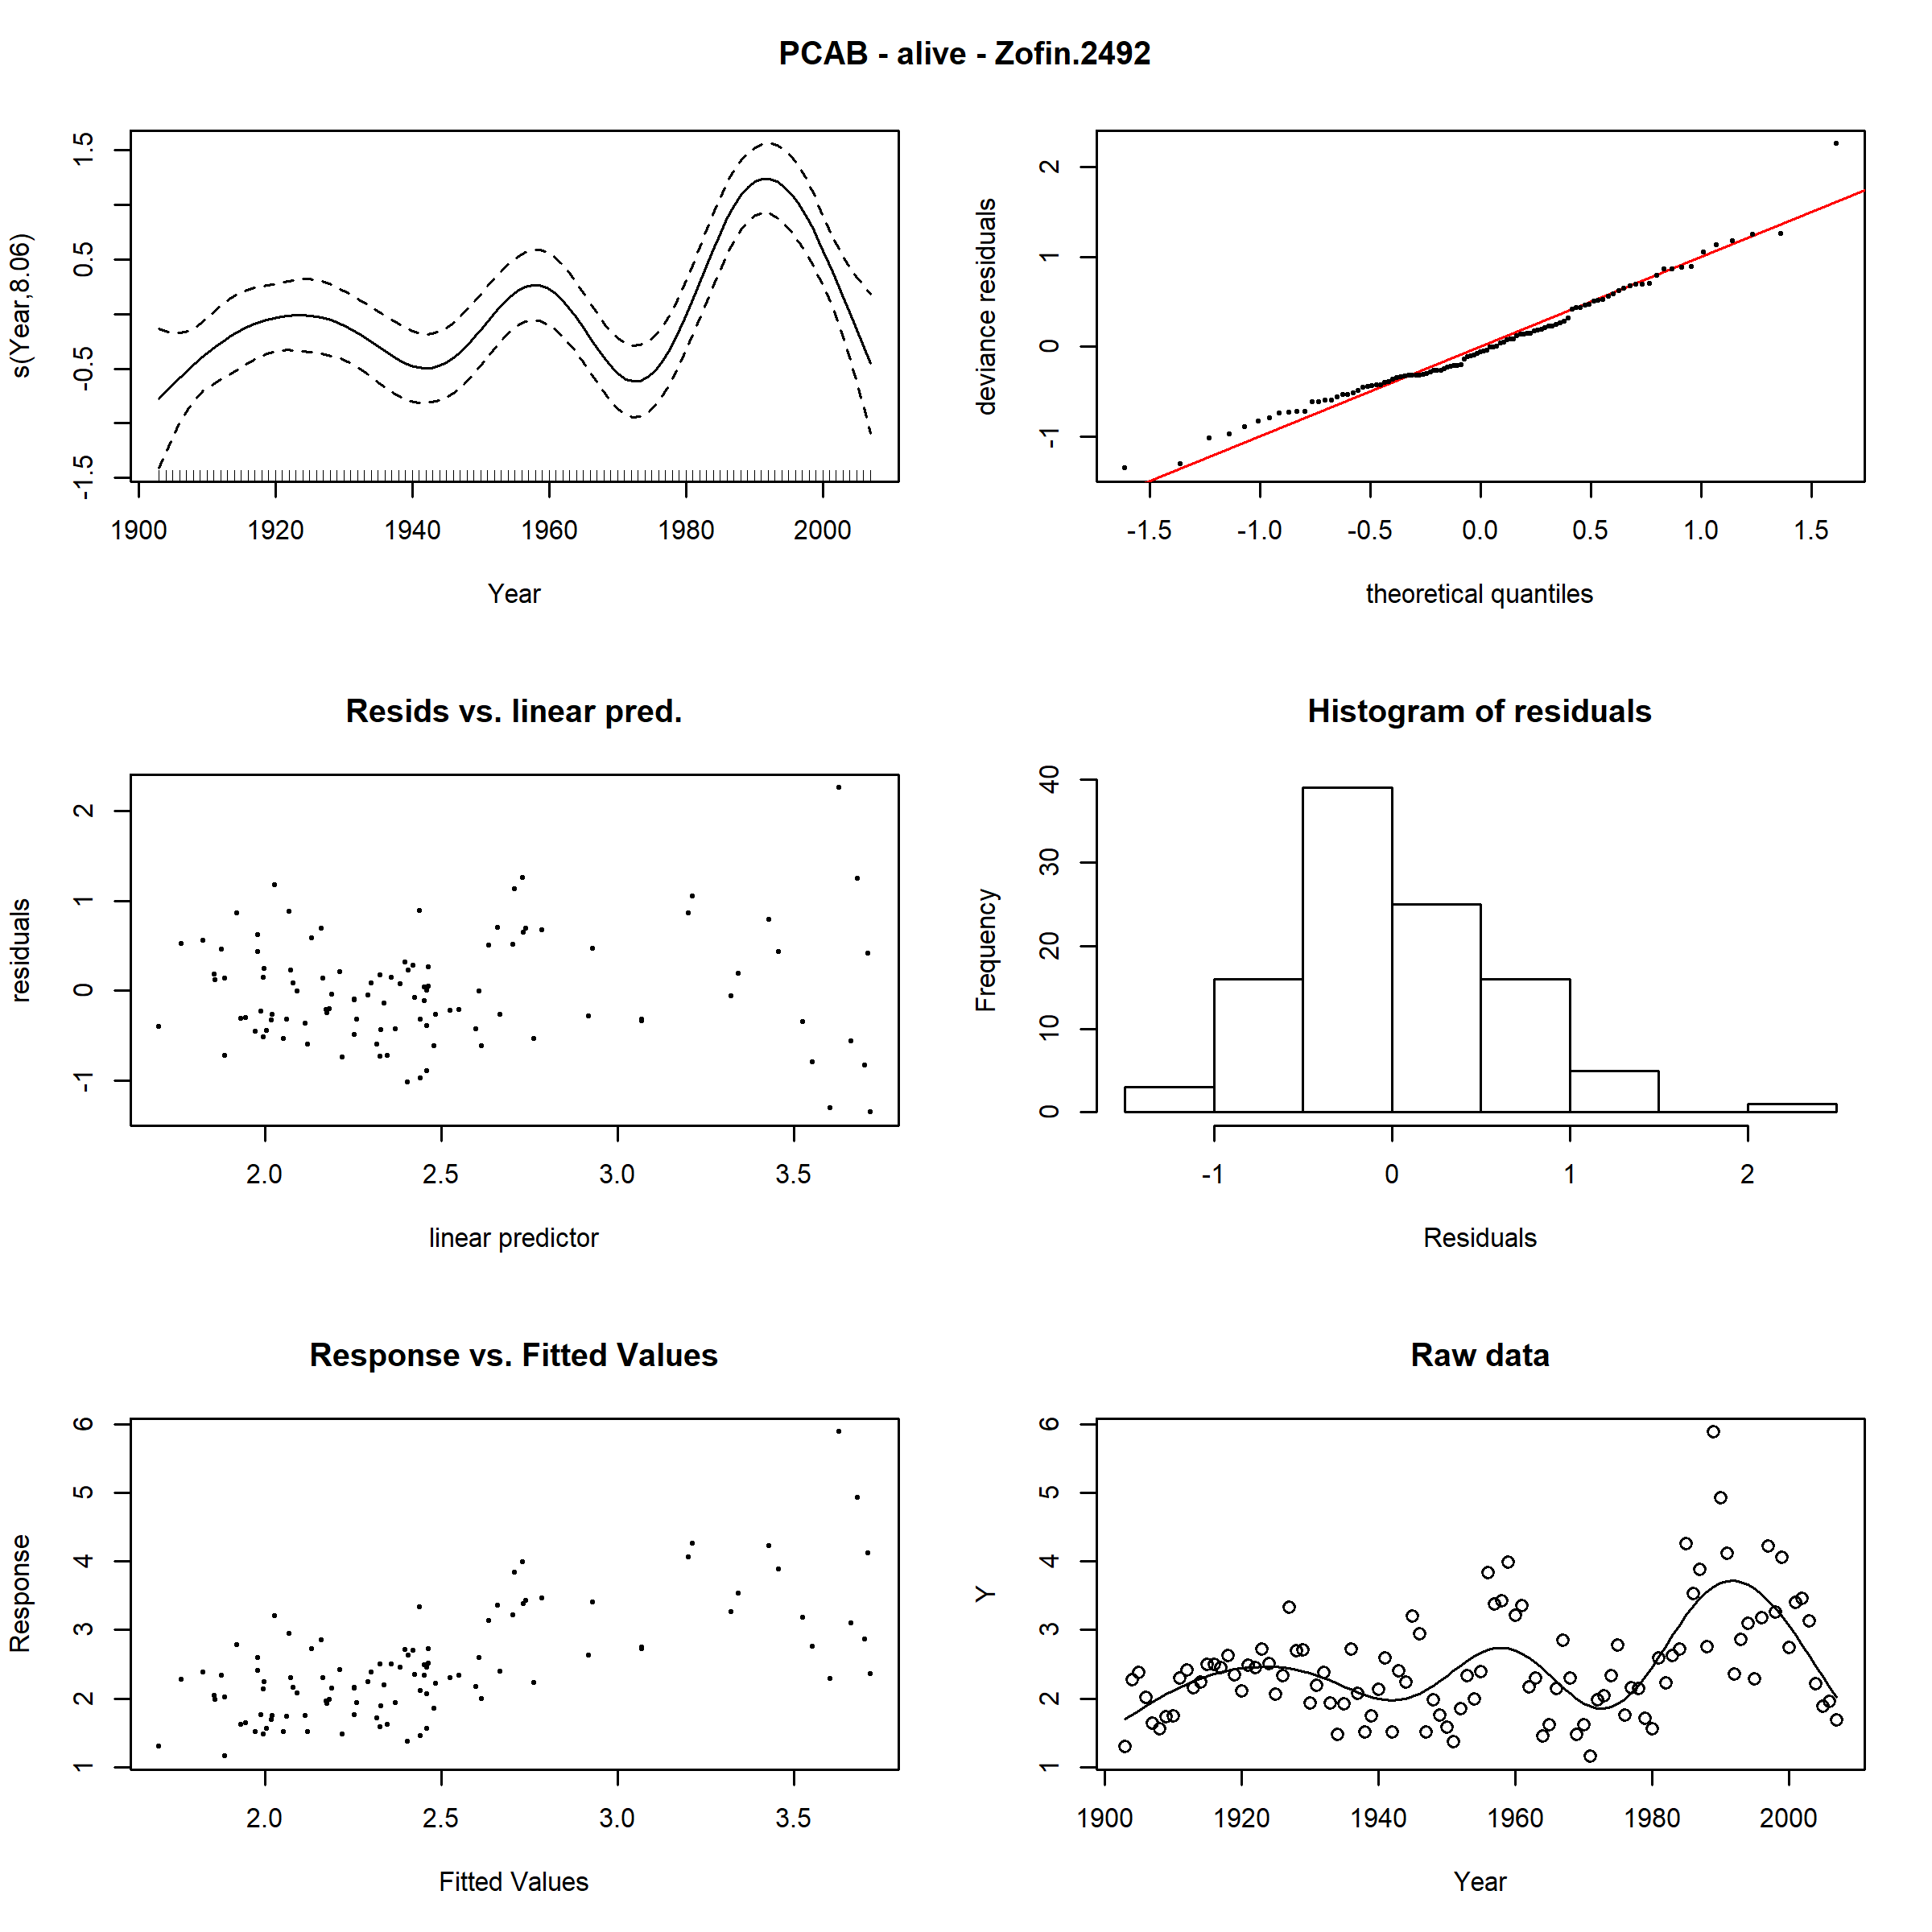 PCAB - alive - Zofin.2492
s(Year,8.06)
1.5
0.5
-0.5
-1.5
1900 1920 1940 1960 1980 2000
Year
deviance residuals
2
1
0
-1
-1.5 -1.0 -0.5 0.0 0.5 1.0 1.5
theoretical quantiles
Resids vs. linear pred.
residuals
2
1
0
-1
2.0 2.5 3.0 3.5
linear predictor
Histogram of residuals
Frequency
40
30
20
10
0
-1 0 1 2
Residuals
Response vs. Fitted Values
Response
6
5
4
3
2
1
2.0 2.5 3.0 3.5
Fitted Values
Raw data
Y
6
5
4
3
2
1
1900 1920 1940 1960 1980 2000
Year